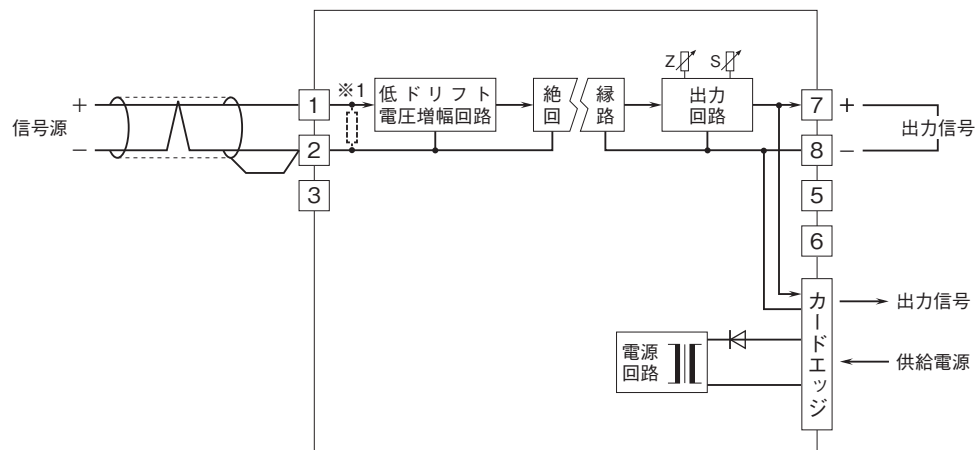 信号源
+
−
1
2
3
※1
低ドリフト
電圧増幅回路
絶縁
回路
Z
S
出力
回路
7
8
5
6
+
−
出力信号
カードエッジ
出力信号
供給電源
電源
回路